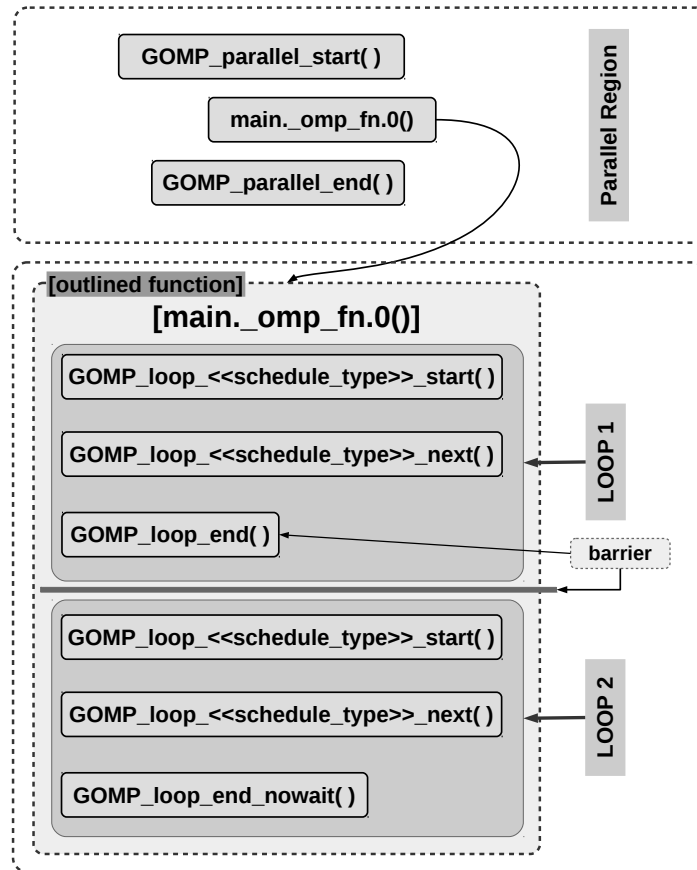 GOMP_parallel_start( )
main._omp_fn.0()
GOMP_parallel_end( )
Parallel Region
[outlined function]
[main._omp_fn.0()]
GOMP_loop_<<schedule_type>>_start( )
GOMP_loop_<<schedule_type>>_next( )
GOMP_loop_end( )
LOOP 1
barrier
GOMP_loop_<<schedule_type>>_start( )
GOMP_loop_<<schedule_type>>_next( )
GOMP_loop_end_nowait( )
LOOP 2